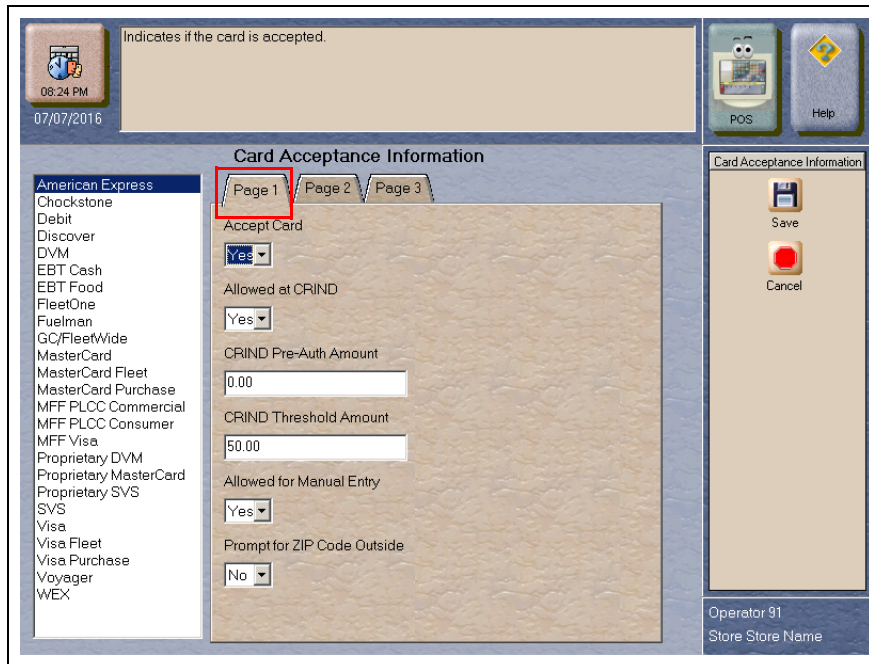 Indicates if the card is accepted.
08:24 PM
07/07/2016
POS
Help
Card Acceptance Information
American Express
Chockstone
Debit
Discover
DVM
EBT Cash
EBT Food
FleetOne
Fuelman
GC/FleetWide
MasterCard
MasterCard Fleet
MasterCard Purchase
MFF PLCC Commercial
MFF PLCC Consumer
MFF Visa
Proprietary DVM
Proprietary MasterCard
Proprietary SVS
SVS
Visa
Visa Fleet
Visa Purchase
Voyager
WEX
Page 1
Page 2
Page 3
Accept Card
Yes
Allowed at CRIND
Yes
CRIND Pre-Auth Amount
0.00
CRIND Threshold Amount
50.00
Allowed for Manual Entry
Yes
Prompt for ZIP Code Outside
No
Card Acceptance Information
Save
Cancel
Operator 91
Store Store Name